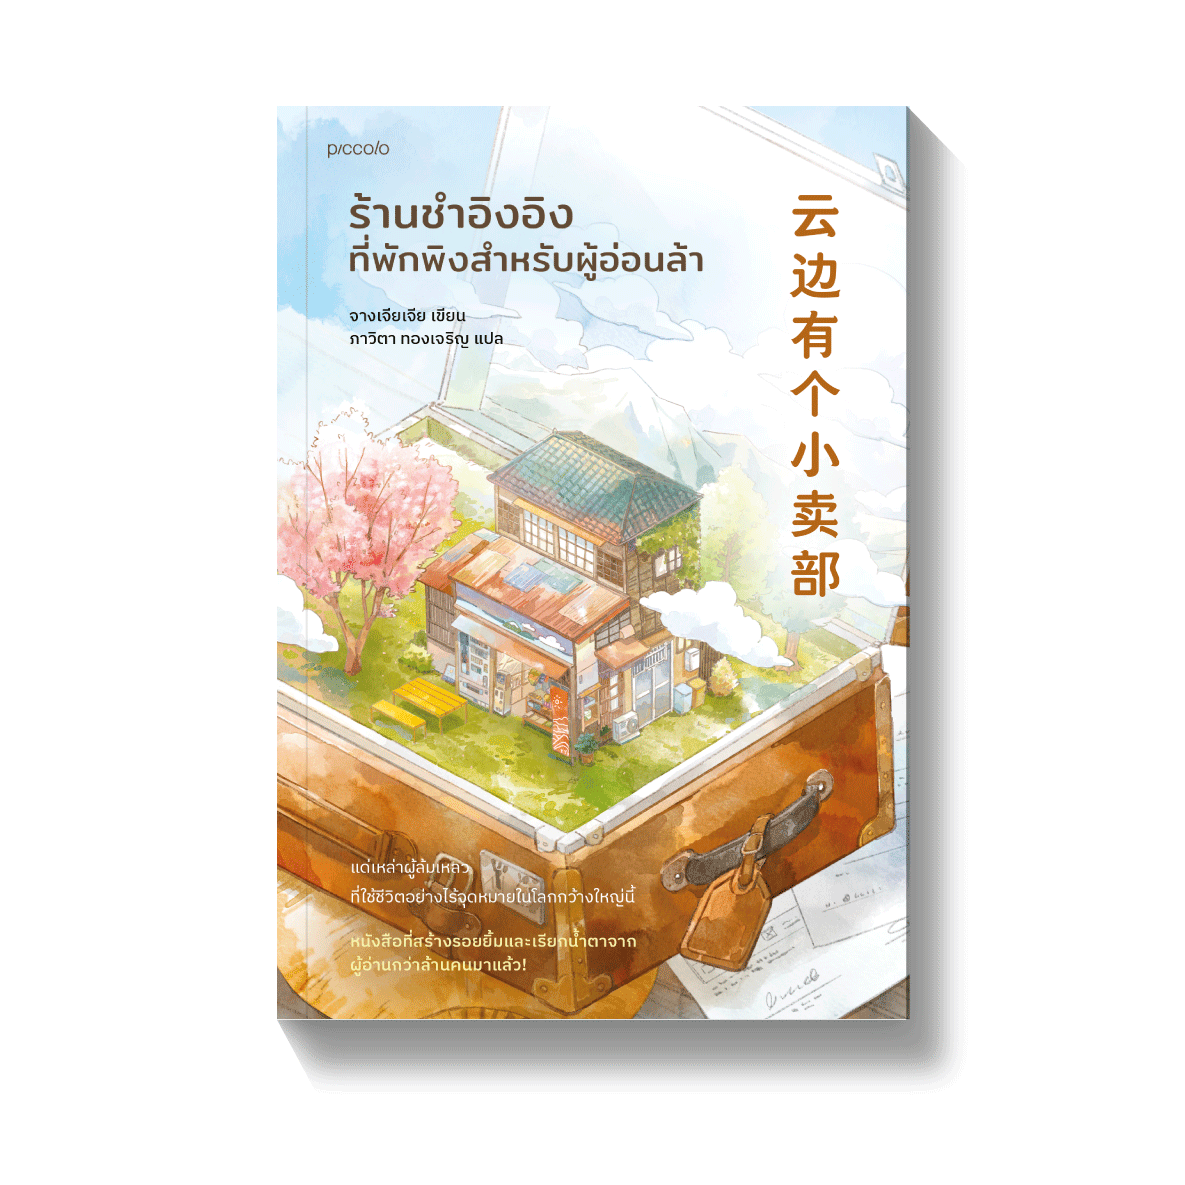 piccolo
ร้านชำอิงอิง
ที่พักพิงสำหรับผู้อ่อนล้า
จางเจียเจีย เขียน
ภาวิตา ทองเจริญ แปล
云边有个小卖部
แด่เหล่าผู้ล้มเหลว
ที่ใช้ชีวิตอย่างไร้จุดหมายในโลกกว้างใหญ่นี้
หนังสือที่สร้างรอยยิ้มและเรียกน้ำตาจาก
ผู้อ่านกว่าล้านคนมาแล้ว!